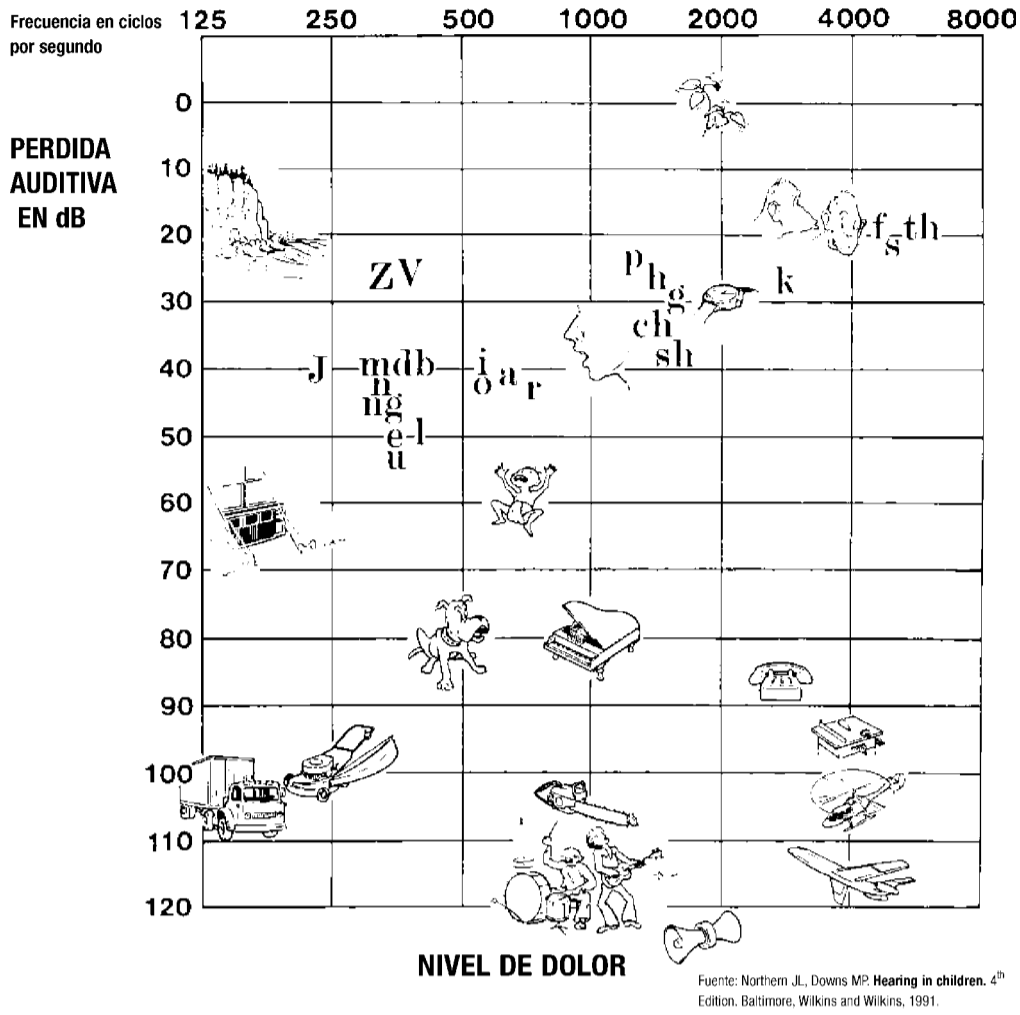 Frecuencia en ciclos
por segundo
125 250 500 1000 2000 4000 8000
0
PERDIDA
AUDITIVA
EN dB
10
20
f s th
z v
p h g
k
30
ch
sh
40
J
m d b
n
ng
i
o
a
r
50
e l
u
60
70
80
90
100
110
120
NIVEL DE DOLOR
Fuente: Northern JL, Downs MP. Hearing in children. 4th
Edition. Baltimore, Wilkins and Wilkins, 1991.